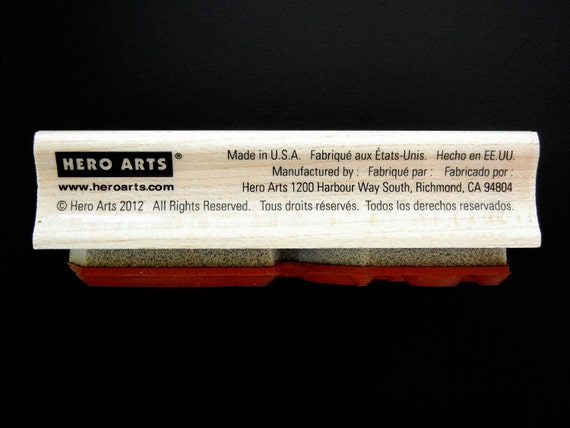 HERO ARTS®
www.heroarts.com
Made in U.S.A. Fabriqué aux États-Unis. Hecho en EE.UU.
Manufactured by : Fabriqué par : Fabricado por :
Hero Arts 1200 Harbour Way South, Richmond, CA 94804
© Hero Arts 2012 All Rights Reserved. Tous droits réservés. Todos los derechos reservados.